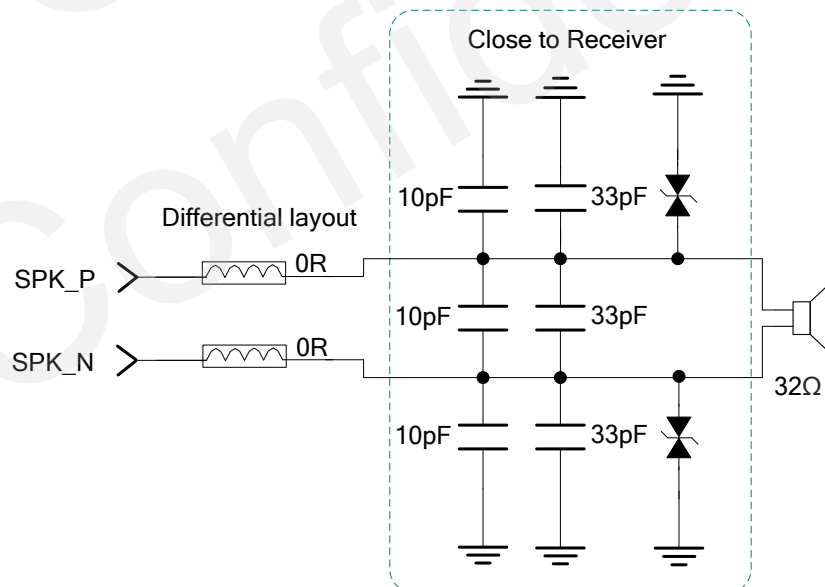 Close to Receiver
10pF
33pF
Differential layout
SPK_P
0R
10pF
33pF
SPK_N
0R
32Ω
10pF
33pF